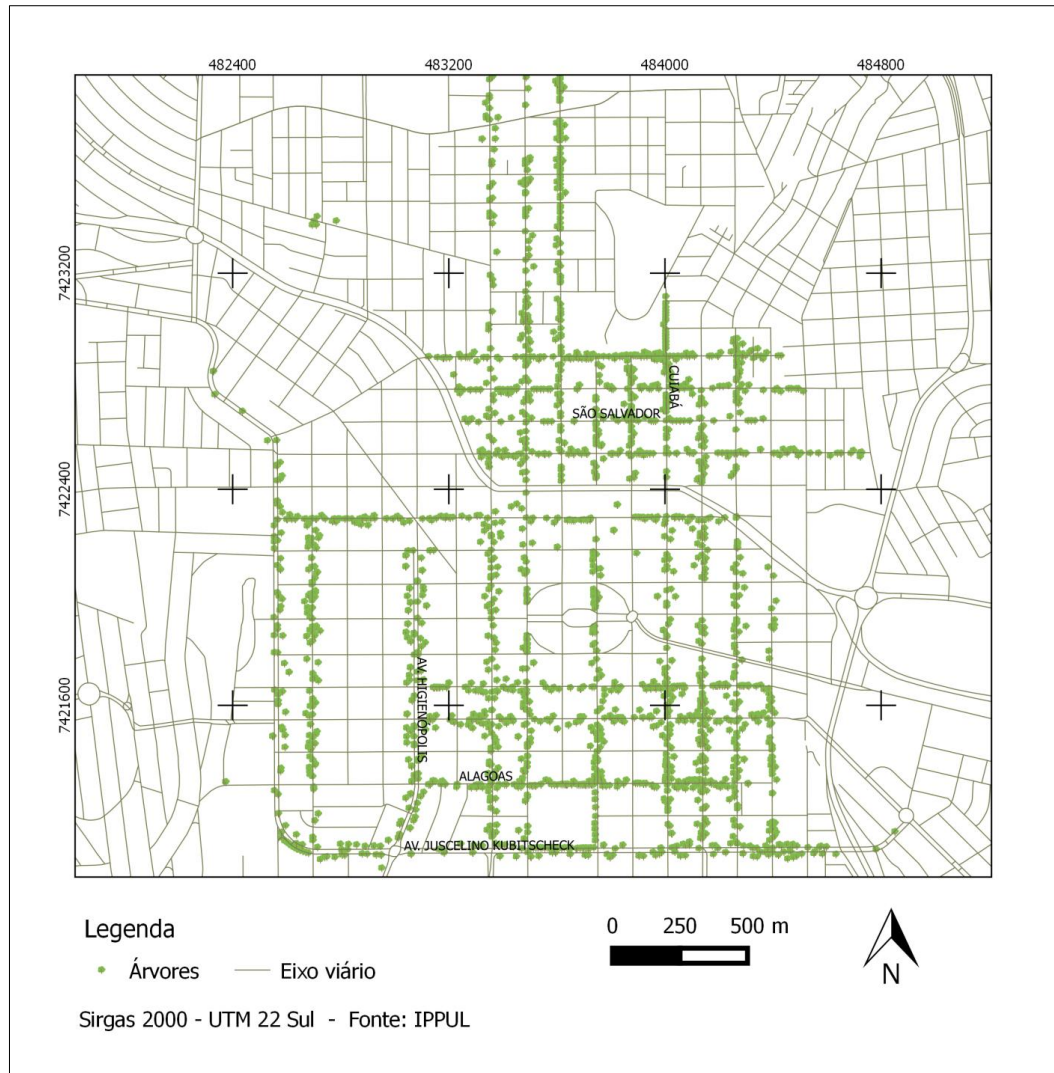 482400 483200 484000 484800
7423200
7422400
7421600
CUIABÁ
SÃO SALVADOR
AV. HIGIENÓPOLIS
ALAGOAS
AV. JUSCELINO KUBITSCHECK
Legenda
Árvores
Eixo viário
0 250 500 m
N
Sirgas 2000 - UTM 22 Sul - Fonte: IPPUL